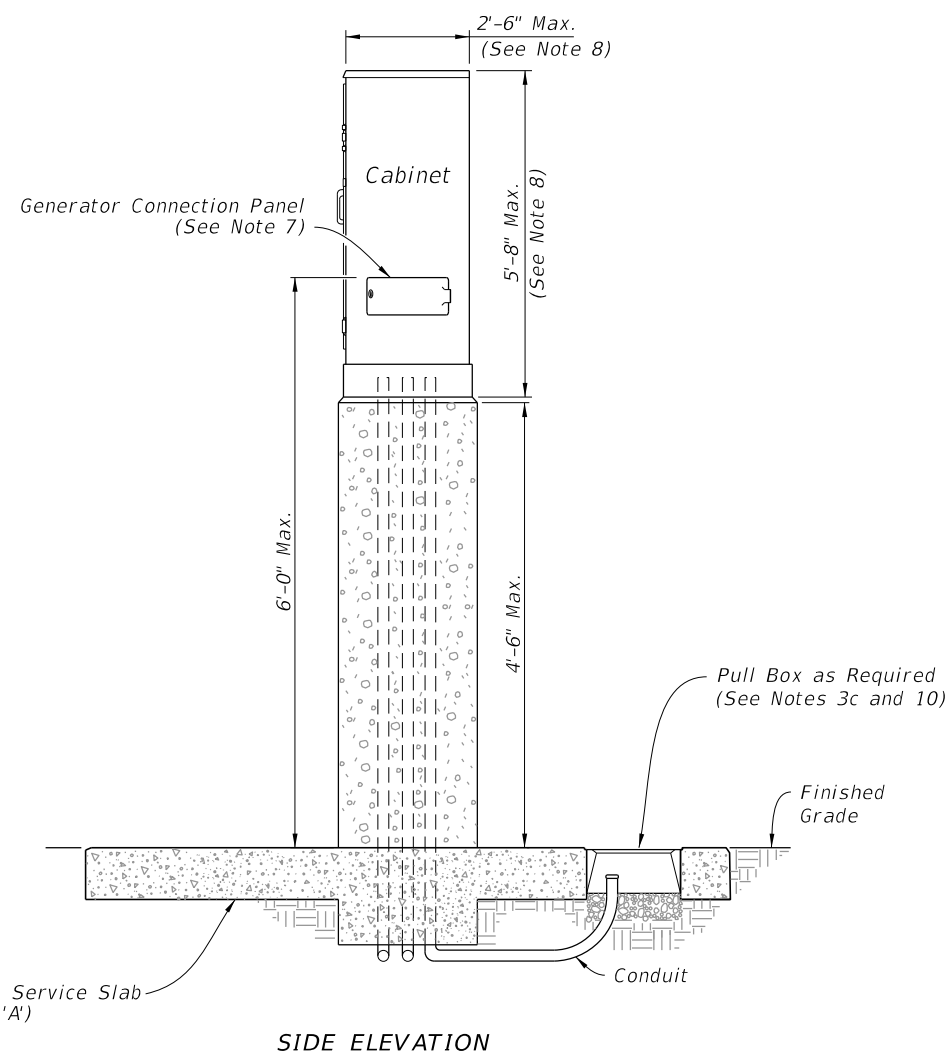 2'-6" Max.
(See Note 8)
Cabinet
Generator Connection Panel
(See Note 7)
5'-8" Max.
(See Note 8)
6'-0" Max.
4'-6" Max.
Pull Box as Required
(See Notes 3c and 10)
Finished
Grade
Service Slab
'A')
Conduit
SIDE ELEVATION